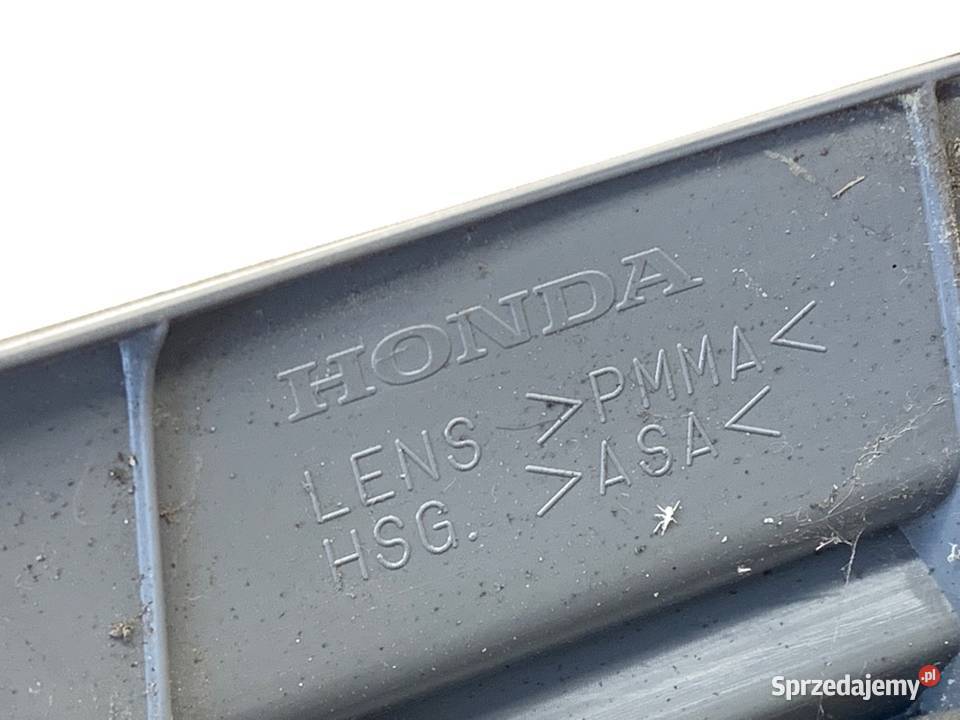 HONDA
LENS >PMMA<
HSG. >ASA<
Sprzedajemy.pl